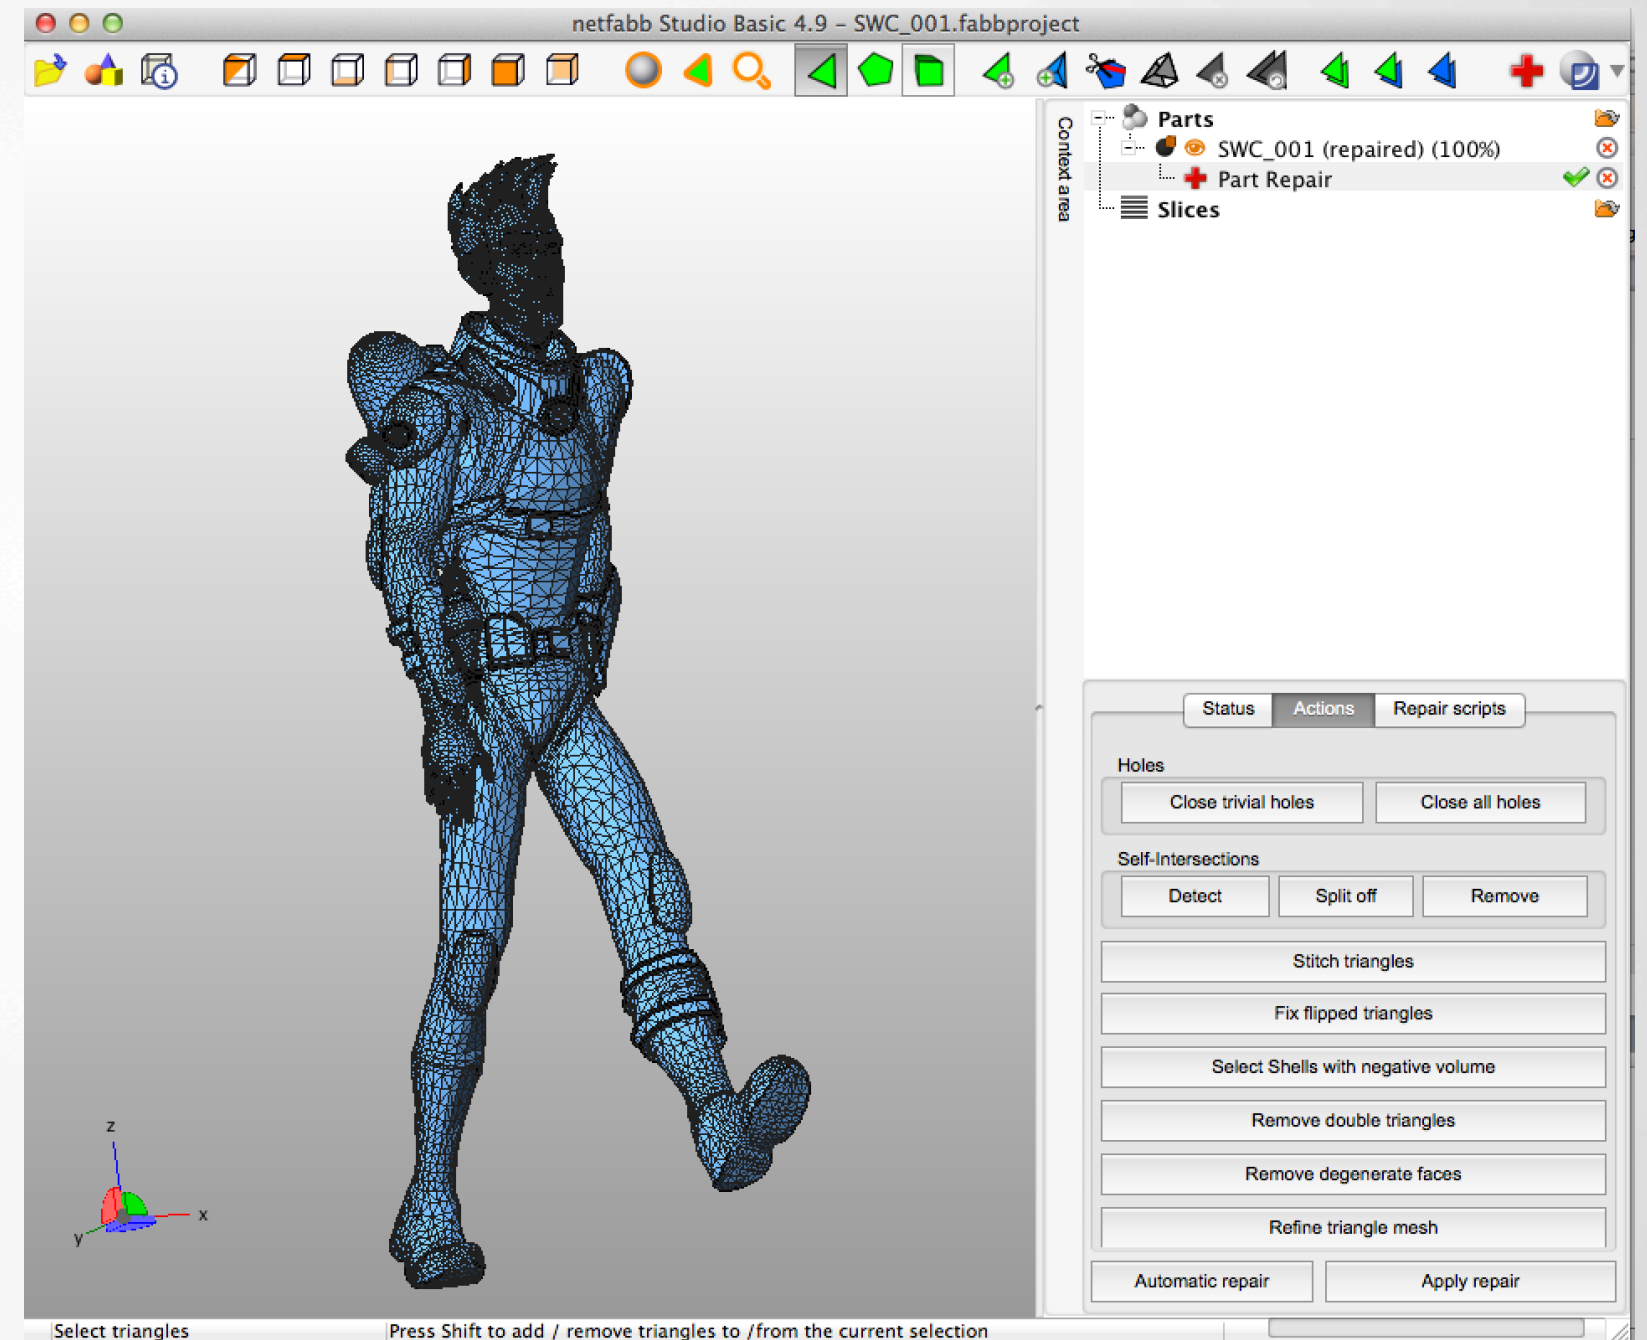 netfabb Studio Basic 4.9 – SWC_001.fabbproject
Context area
Parts
SWC_001 (repaired) (100%)
Part Repair
Slices
Status
Actions
Repair scripts
Holes
Close trivial holes
Close all holes
Self-Intersections
Detect
Split off
Remove
Stitch triangles
Fix flipped triangles
Select Shells with negative volume
Remove double triangles
Remove degenerate faces
Refine triangle mesh
Automatic repair
Apply repair
z
x
y
Select triangles
Press Shift to add / remove triangles to /from the current selection